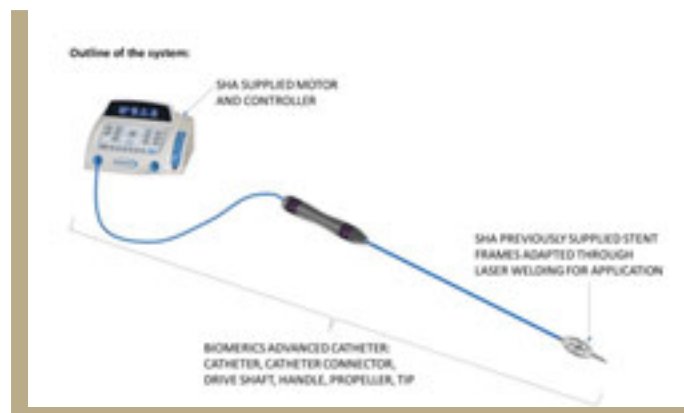 Outline of the system:
SHA SUPPLIED MOTOR
AND CONTROLLER
SHA PREVIOUSLY SUPPLIED STENT
FRAMES ADAPTED THROUGH
LASER WELDING FOR APPLICATION
BIOMERICS ADVANCED CATHETER:
CATHETER, CATHETER CONNECTOR,
DRIVE SHAFT, HANDLE, PROPELLER, TIP